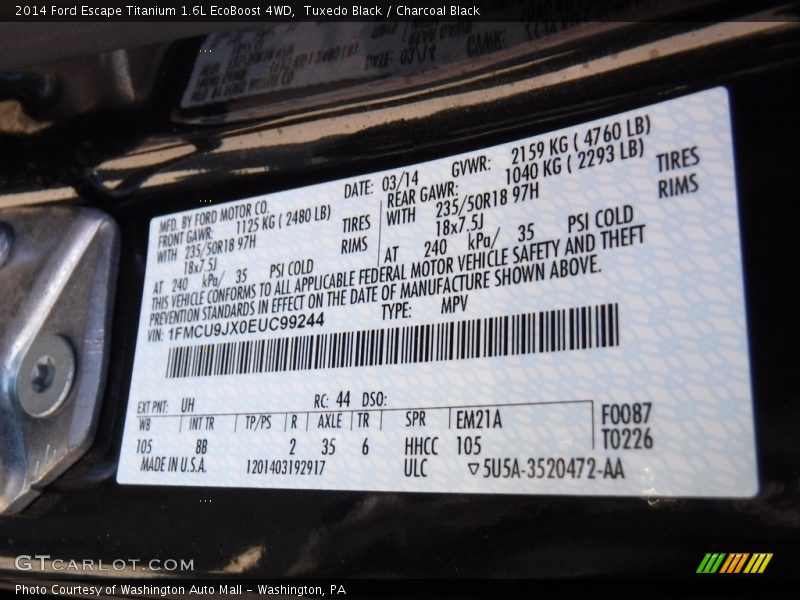 2014 Ford Escape Titanium 1.6L EcoBoost 4WD, Tuxedo Black / Charcoal Black
MFD. BY FORD MOTOR CO. DATE: 03/14 GVWR: 2159 KG ( 4760 LB)
FRONT GAWR: 1125 KG ( 2480 LB) REAR GAWR: 1040 KG ( 2293 LB)
WITH 235/50R18 97H TIRES WITH 235/50R18 97H TIRES
18x7.5J RIMS 18x7.5J RIMS
AT 240 kPa/ 35 PSI COLD AT 240 kPa/ 35 PSI COLD
THIS VEHICLE CONFORMS TO ALL APPLICABLE FEDERAL MOTOR VEHICLE SAFETY AND THEFT
PREVENTION STANDARDS IN EFFECT ON THE DATE OF MANUFACTURE SHOWN ABOVE.
VIN: 1FMCU9JX0EUC99244 TYPE: MPV
EXT PNT: UH RC: 44 DSO:
WB INT TR TP/PS R AXLE TR SPR EM21A F0087
105 8B 2 35 6 HHCC 105 T0226
MADE IN U.S.A. 1201403192917 ULC 5U5A-3520472-AA
GTCARLOT.COM
Photo Courtesy of Washington Auto Mall - Washington, PA